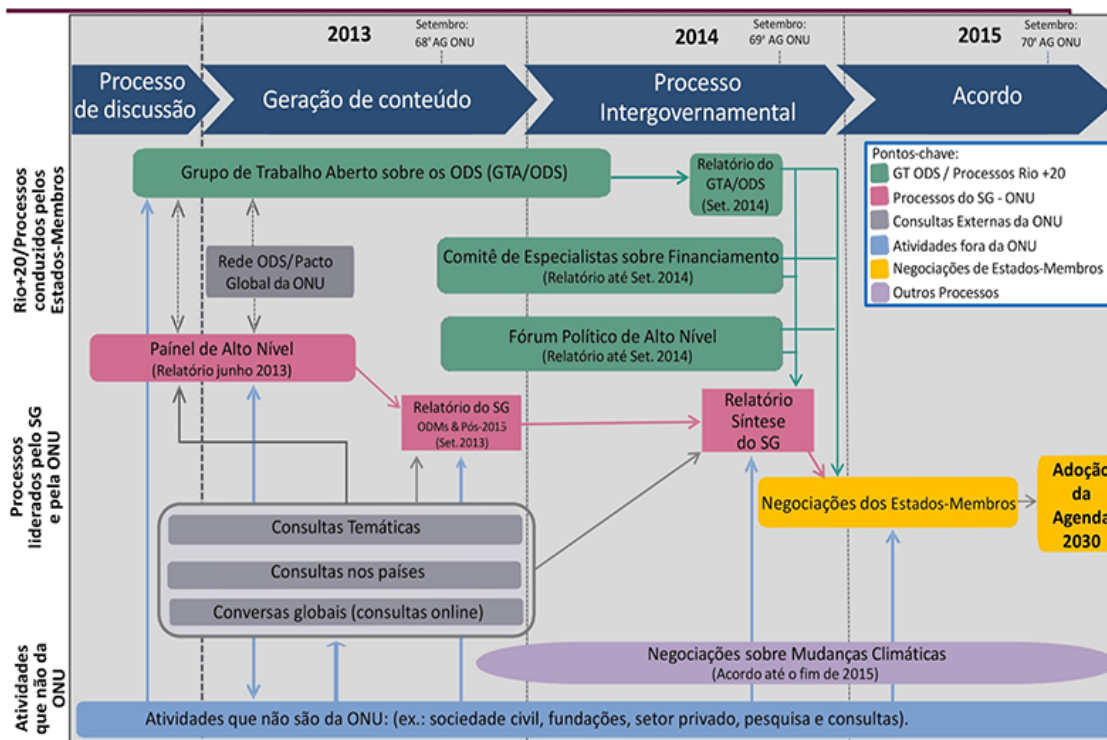 2013
Setembro:
68ª AG ONU
2014
Setembro:
69ª AG ONU
2015
Setembro:
70ª AG ONU
Processo
de discussão
Geração de conteúdo
Processo
Intergovernamental
Acordo
Rio+20/Processos
conduzidos pelos
Estados-Membros
Grupo de Trabalho Aberto sobre os ODS (GTA/ODS)
Relatório do
GTA/ODS
(Set. 2014)
Pontos-chave:
GT ODS / Processos Rio +20
Processos do SG - ONU
Consultas Externas da ONU
Atividades fora da ONU
Negociações de Estados-Membros
Outros Processos
Rede ODS/Pacto
Global da ONU
Comitê de Especialistas sobre Financiamento
(Relatório até Set. 2014)
Fórum Político de Alto Nível
(Relatório até Set. 2014)
Processos
liderados pelo SG
e pela ONU
Paínel de Alto Nível
(Relatório junho 2013)
Relatório do SG
ODMs & Pós-2015
(Set. 2013)
Relatório
Síntese
do SG
Negociações dos Estados-Membros
Adoção
da
Agenda
2030
Consultas Temáticas
Consultas nos países
Conversas globais (consultas online)
Atividades
que não da
ONU
Negociações sobre Mudanças Climáticas
(Acordo até o fim de 2015)
Atividades que não são da ONU: (ex.: sociedade civil, fundações, setor privado, pesquisa e consultas).